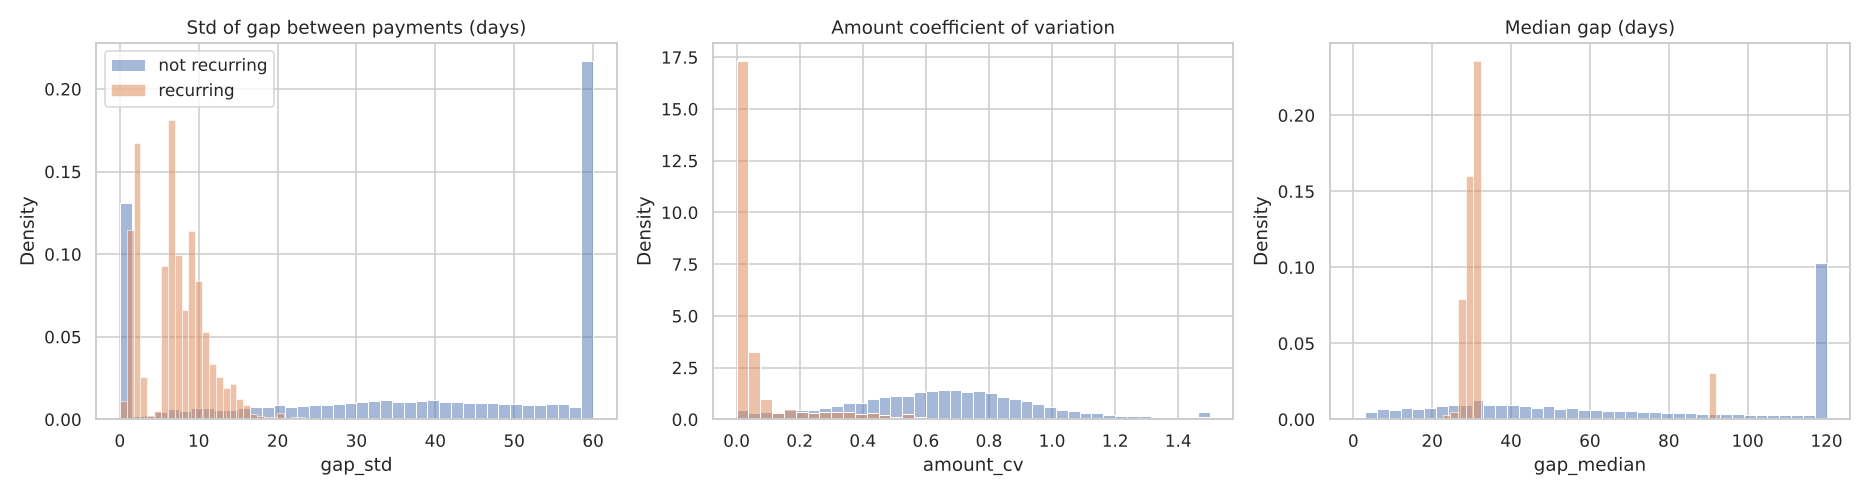 Std of gap between payments (days)
not recurring
recurring
0.20
0.15
0.10
0.05
0.00
Density
0 10 20 30 40 50 60
gap_std
Amount coefficient of variation
17.5
15.0
12.5
10.0
7.5
5.0
2.5
0.0
Density
0.0 0.2 0.4 0.6 0.8 1.0 1.2 1.4
amount_cv
Median gap (days)
0.20
0.15
0.10
0.05
0.00
Density
0 20 40 60 80 100 120
gap_median